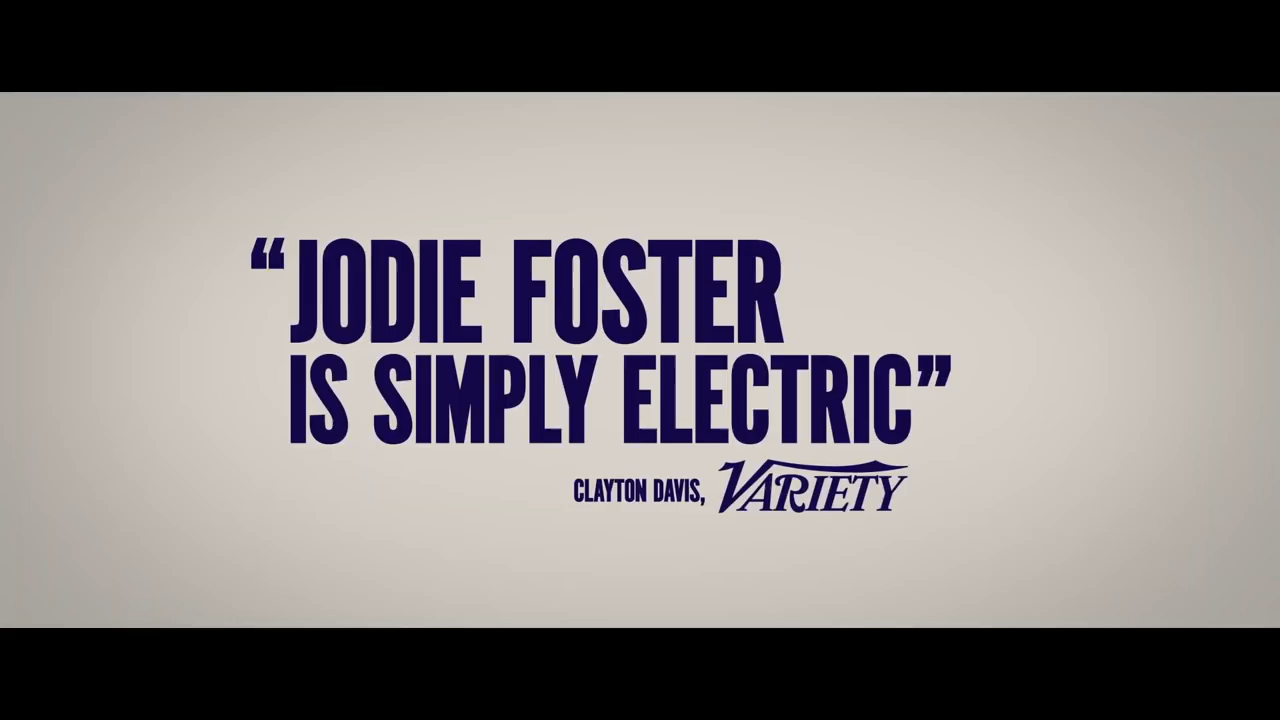 “JODIE FOSTER
IS SIMPLY ELECTRIC”
CLAYTON DAVIS, VARIETY